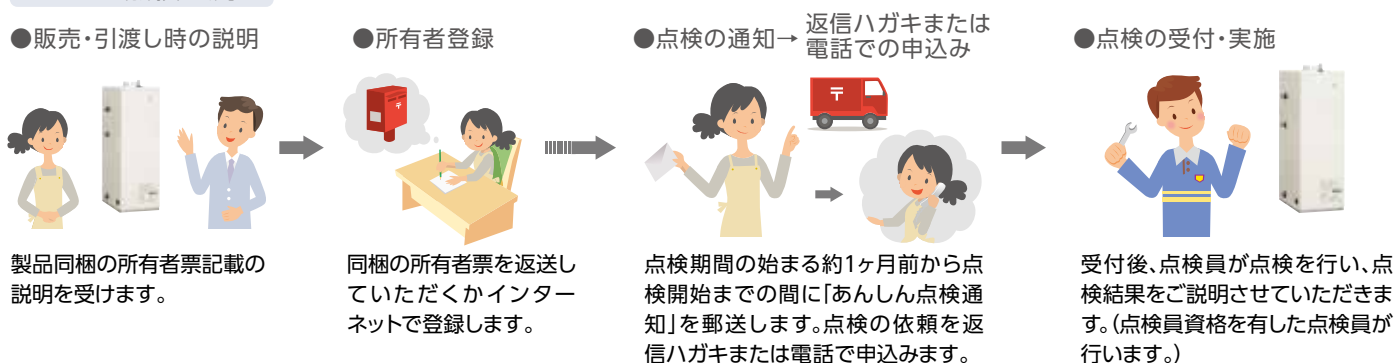 ●販売・引渡し時の説明
●所有者登録
●点検の通知→ 返信ハガキまたは
電話での申込み
●点検の受付・実施
〒
〒
製品同梱の所有者票記載の
説明を受けます。
同梱の所有者票を返送し
ていただくかインター
ネットで登録します。
点検期間の始まる約1ヶ月前から点
検開始までの間に「あんしん点検通
知」を郵送します。点検の依頼を返
信ハガキまたは電話で申込みます。
受付後、点検員が点検を行い、点
検結果をご説明させていただきま
す。(点検員資格を有した点検員が
行います。)